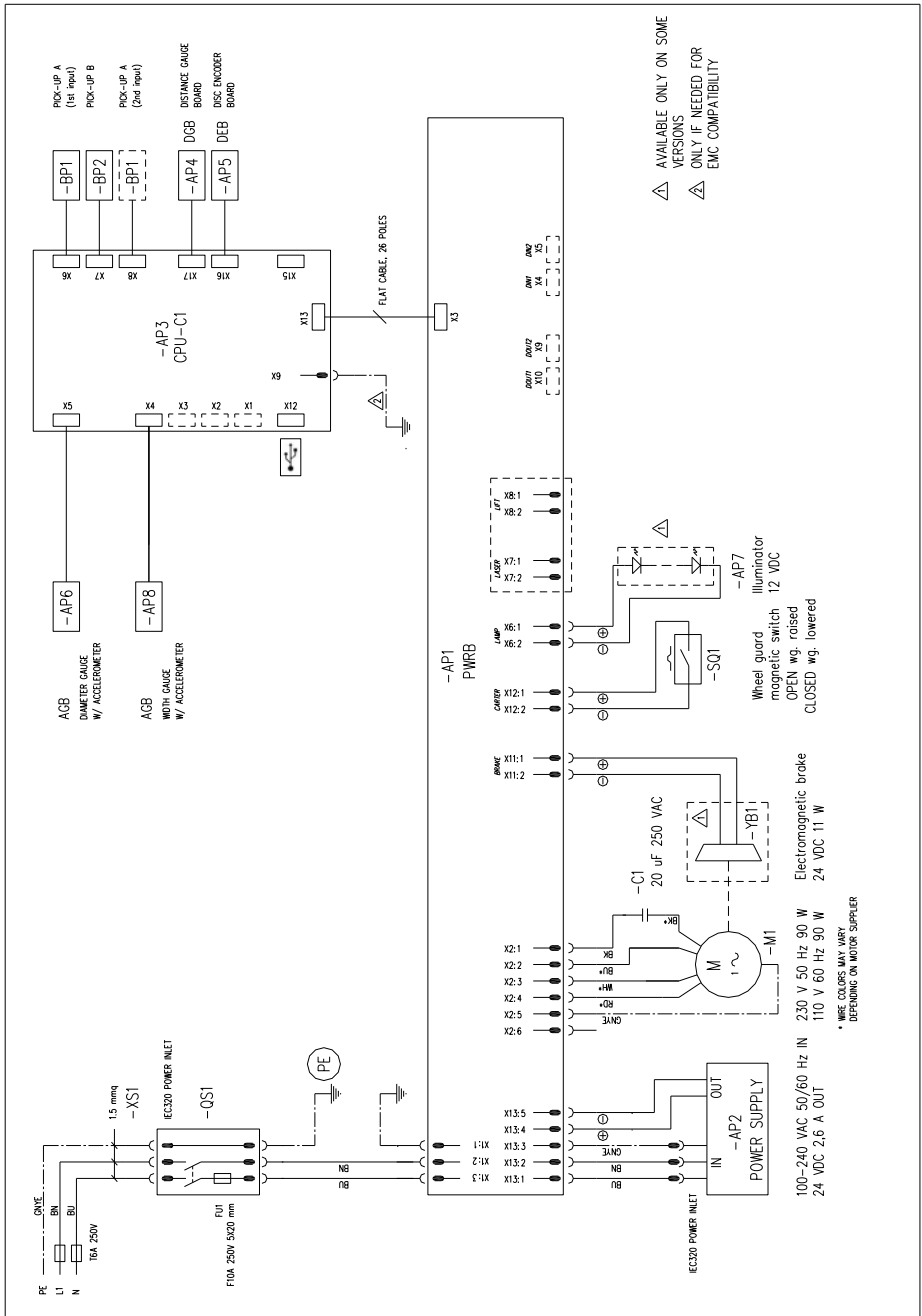 PICK-UP A
(1st input)
PICK-UP B
PICK-UP A
(2nd input)
DISTANCE GAUGE
BOARD
DISC ENCODER
BOARD
DGB
DEB
-BP1
-BP2
-BP1
-AP4
-AP5
X6
X7
X8
X17
X16
X15
-AP3
CPU-C1
X13
X9
2
X5
X4
X3
X2
X1
X12
FLAT CABLE, 26 POLES
X3
-AP6
-AP8
AGB
DIAMETER GAUGE
W/ ACCELEROMETER
AGB
WIDTH GAUGE
W/ ACCELEROMETER
1 AVAILABLE ONLY ON SOME
VERSIONS
2 ONLY IF NEEDED FOR
EMC COMPATIBILITY
-AP1
PWRB
DIN2
X5
DIN1
X4
DOUT2
X9
DOUT1
X10
LIFT
X8:1
X8:2
LASER
X7:1
X7:2
LAMP
X6:1
X6:2
CARTER
X12:1
X12:2
BRAKE
X11:1
X11:2
X2:1
X2:2
X2:3
X2:4
X2:5
X2:6
X13:5
X13:4
X13:3
X13:2
X13:1
X1:1
X1:2
X1:3
+
-
+
-
+
-
1
-AP7
Illuminator
12 VDC
-SQ1
Wheel guard
magnetic switch
OPEN wg. raised
CLOSED wg. lowered
1
-YB1
Electromagnetic brake
24 VDC 11 W
-C1
20 uF 250 VAC
BK*
BK
BU*
WH*
RD*
GNYE
M
1~
-M1
230 V 50 Hz 90 W
110 V 60 Hz 90 W
* WIRE COLORS MAY VARY
DEPENDING ON MOTOR SUPPLIER
-
+
GNYE
BN
BU
OUT
IN
-AP2
POWER SUPPLY
IEC320 POWER INLET
100-240 VAC 50/60 Hz IN
24 VDC 2,6 A OUT
PE
BN
BU
-XS1
IEC320 POWER INLET
-QS1
1.5 mmq
FU1
F10A 250V 5X20 mm
GNYE
BN
BU
T6A 250V
PE
L1
N